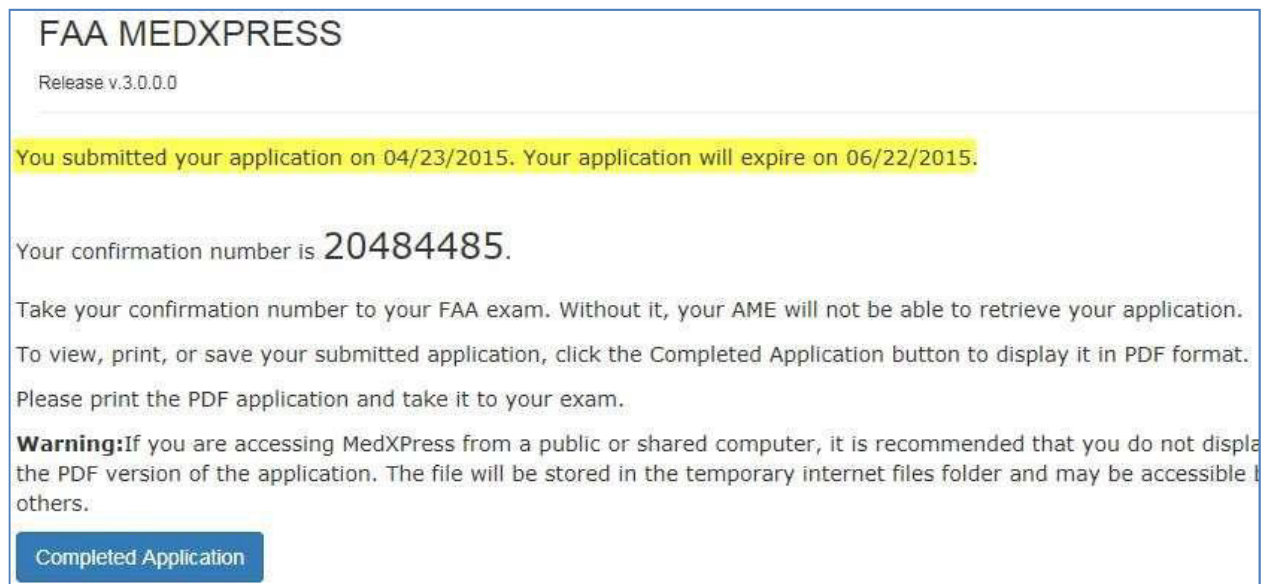 FAA MEDXPRESS
Release v.3.0.0.0
You submitted your application on 04/23/2015. Your application will expire on 06/22/2015.
Your confirmation number is 20484485.
Take your confirmation number to your FAA exam. Without it, your AME will not be able to retrieve your application.
To view, print, or save your submitted application, click the Completed Application button to display it in PDF format.
Please print the PDF application and take it to your exam.
Warning:If you are accessing MedXPress from a public or shared computer, it is recommended that you do not displa
the PDF version of the application. The file will be stored in the temporary internet files folder and may be accessible
others.
Completed Application